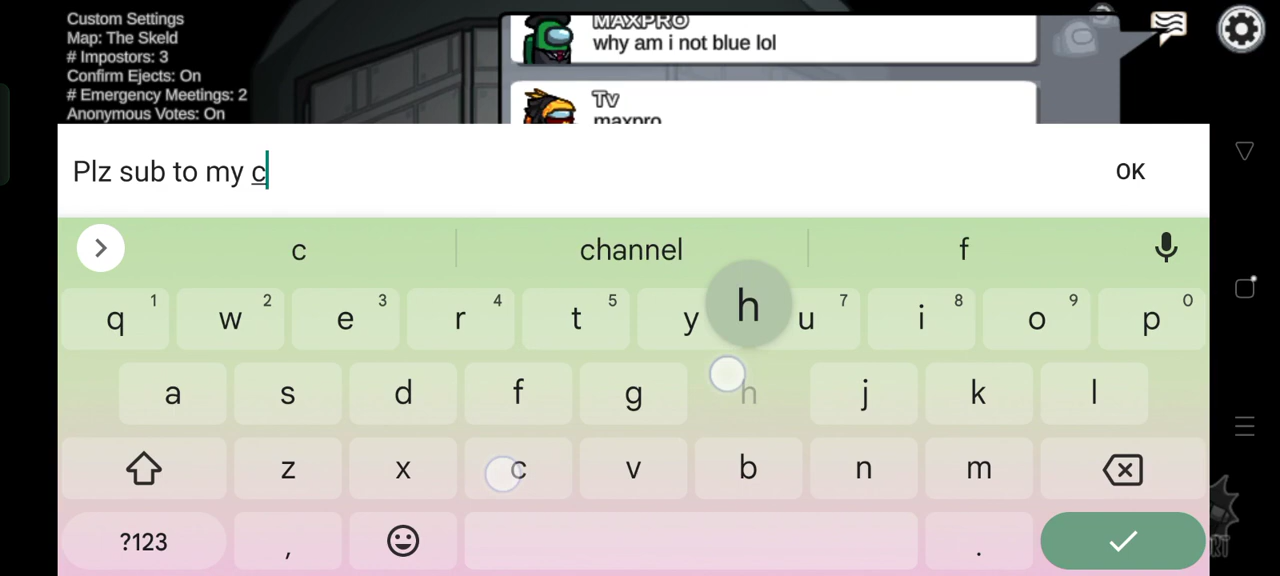 Custom Settings
Map: The Skeld
# Impostors: 3
Confirm Ejects: On
# Emergency Meetings: 2
Anonymous Votes: On
MAXPRO
why am i not blue lol
Tv
maxpro
Plz sub to my c
OK
c channel f
1 2 3 4 5 7 8 9 0
q w e r t y h u i o p
a s d f g h j k l
z x c v b n m
?123 , .